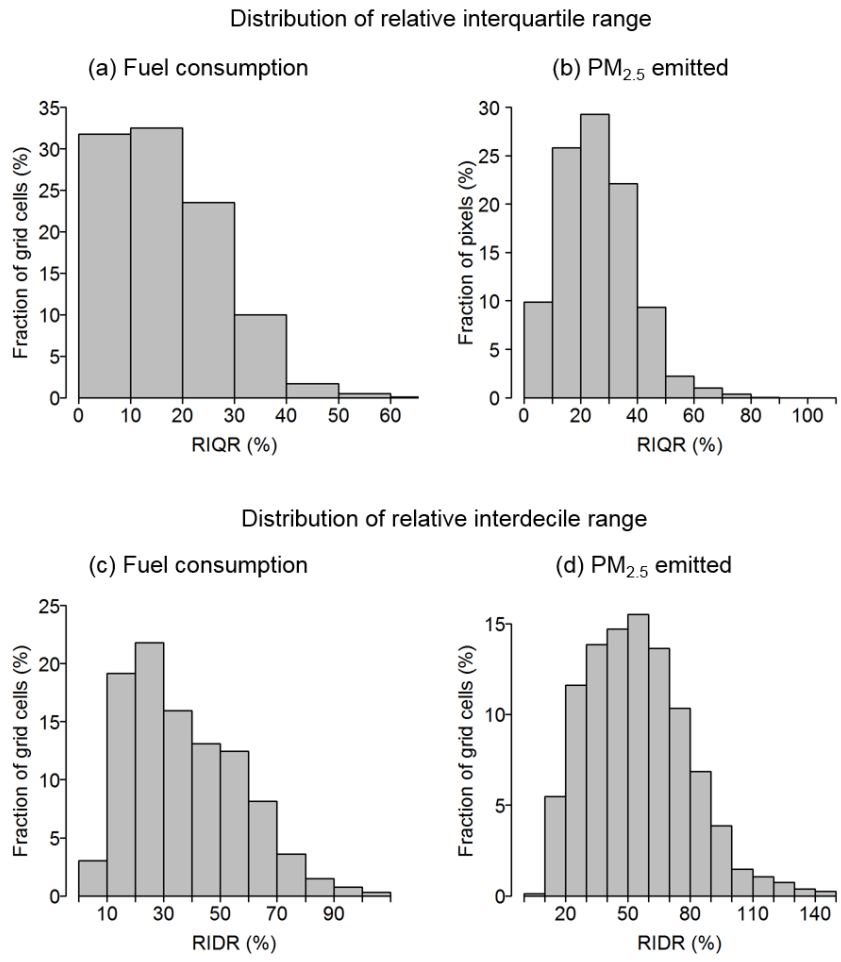 Distribution of relative interquartile range
(a) Fuel consumption
(b) PM2.5 emitted
Fraction of grid cells (%)
35
30
25
20
15
10
5
0
0 10 20 30 40 50 60
RIQR (%)
Fraction of pixels (%)
30
25
20
15
10
5
0
0 20 40 60 80 100
RIQR (%)
Distribution of relative interdecile range
(c) Fuel consumption
(d) PM2.5 emitted
Fraction of grid cells (%)
25
20
15
10
5
0
10 30 50 70 90
RIDR (%)
Fraction of grid cells (%)
15
10
5
0
20 50 80 110 140
RIDR (%)